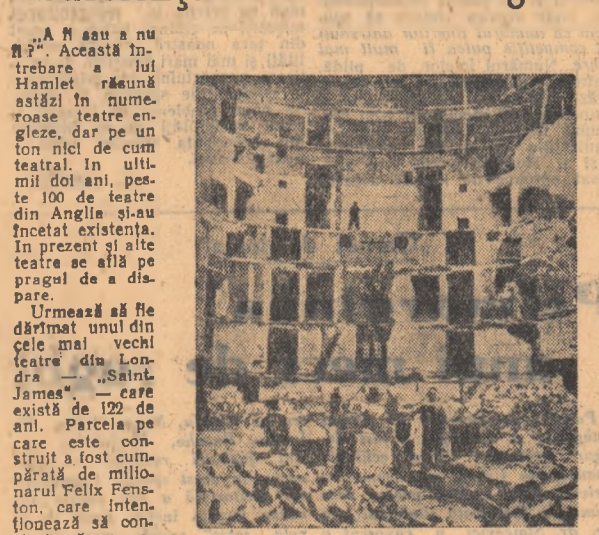 „A fi sau a nu
fi?“. Această în-
trebare a lui
Hamlet răsună
astăzi în nume-
roase teatre en-
gleze, dar pe un
ton nici de cum
teatral. In ulti-
mii doi ani, pes-
te 100 de teatre
din Anglia și-au
încetat existența.
In prezent și alte
teatre se află pe
pragul de a dis-
pare.
Urmează să fie
dărîmat unul din
cele mai vechi
teatre din Lon-
dra — „Saint-
James“, — care
există de 122 de
ani. Parcela pe
care este con-
struit a fost cum-
părată de milio-
narul Felix Fens-
ton, care inten-
ționează să con-